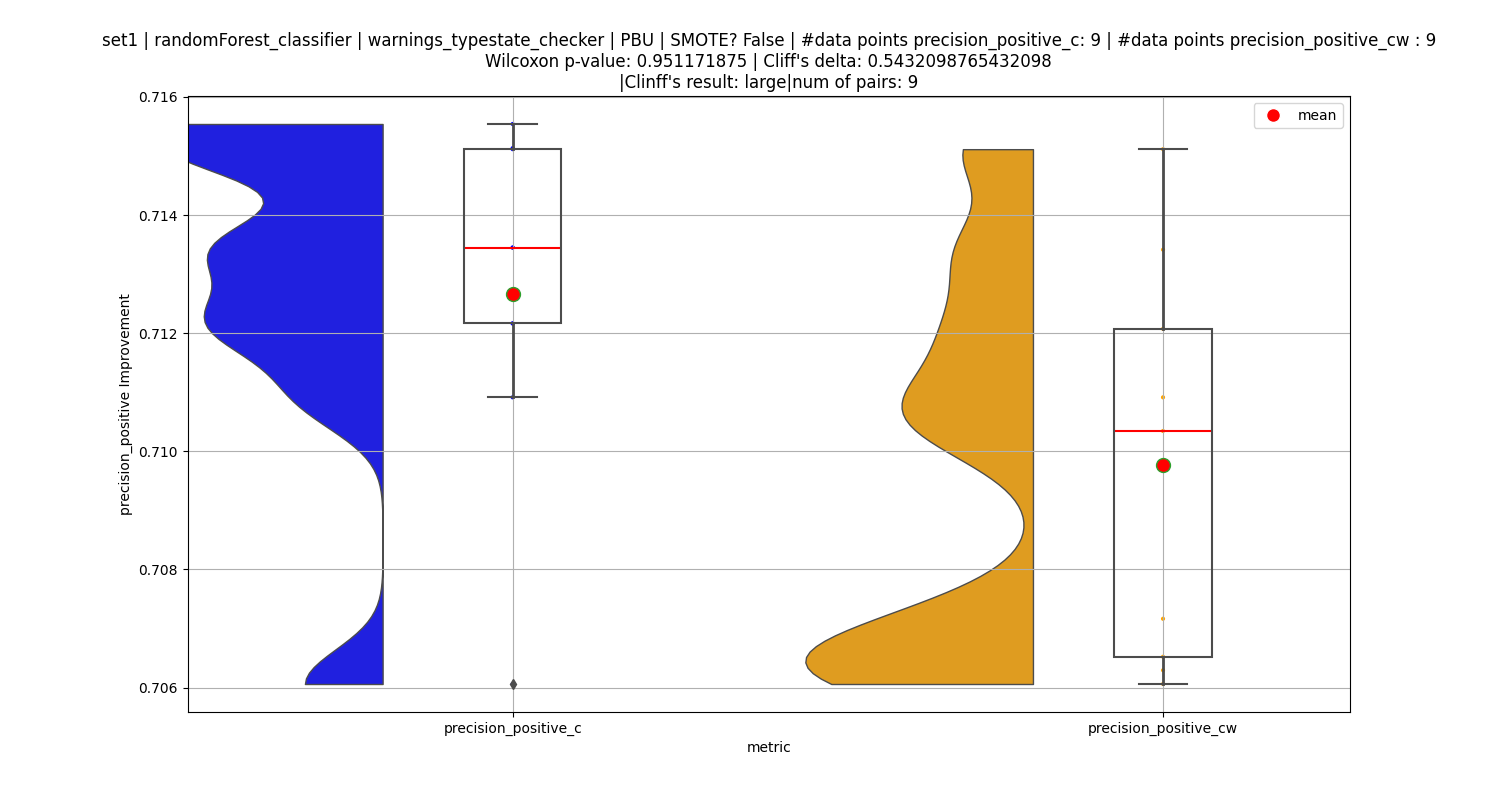 set1 | randomForest_classifier | warnings_typestate_checker | PBU | SMOTE? False | #data points precision_positive_c: 9 | #data points precision_positive_cw : 9
Wilcoxon p-value: 0.951171875 | Cliff's delta: 0.5432098765432098
|Clinff's result: large|num of pairs: 9
mean
precision_positive Improvement
0.716
0.714
0.712
0.710
0.708
0.706
precision_positive_c
precision_positive_cw
metric